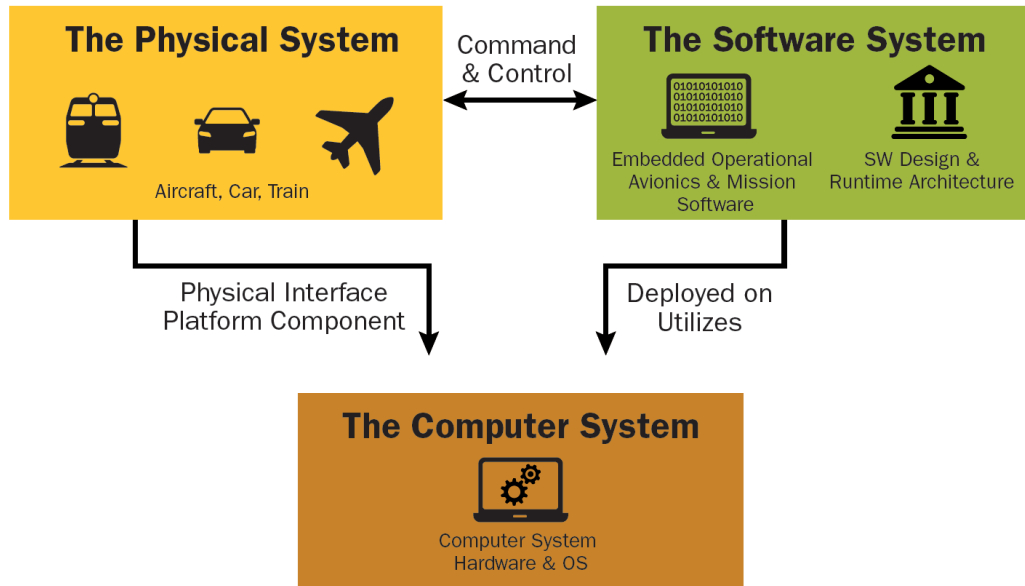 The Physical System
Aircraft, Car, Train
Command
& Control
The Software System
01010101010
01010101010
01010101010
01010101010
Embedded Operational
Avionics & Mission
Software
SW Design &
Runtime Architecture
Physical Interface
Platform Component
Deployed on
Utilizes
The Computer System
Computer System
Hardware & OS